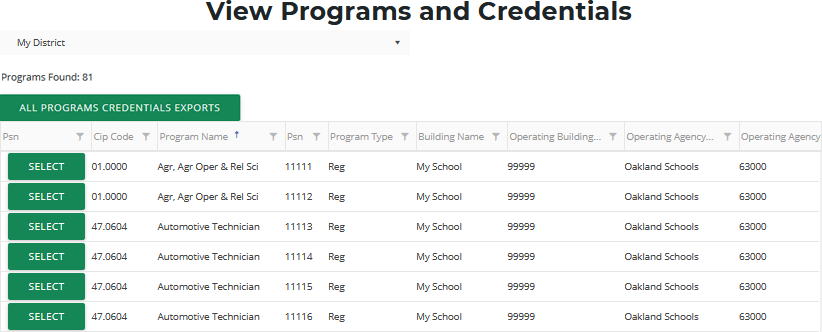 View Programs and Credentials
My District
Programs Found: 81
ALL PROGRAMS CREDENTIALS EXPORTS
Psn Cip Code Program Name Psn Program Type Building Name Operating Building... Operating Agency... Operating Agency
SELECT 01.0000 Agr, Agr Oper & Rel Sci 11111 Reg My School 99999 Oakland Schools 63000
SELECT 01.0000 Agr, Agr Oper & Rel Sci 11112 Reg My School 99999 Oakland Schools 63000
SELECT 47.0604 Automotive Technician 11113 Reg My School 99999 Oakland Schools 63000
SELECT 47.0604 Automotive Technician 11114 Reg My School 99999 Oakland Schools 63000
SELECT 47.0604 Automotive Technician 11115 Reg My School 99999 Oakland Schools 63000
SELECT 47.0604 Automotive Technician 11116 Reg My School 99999 Oakland Schools 63000